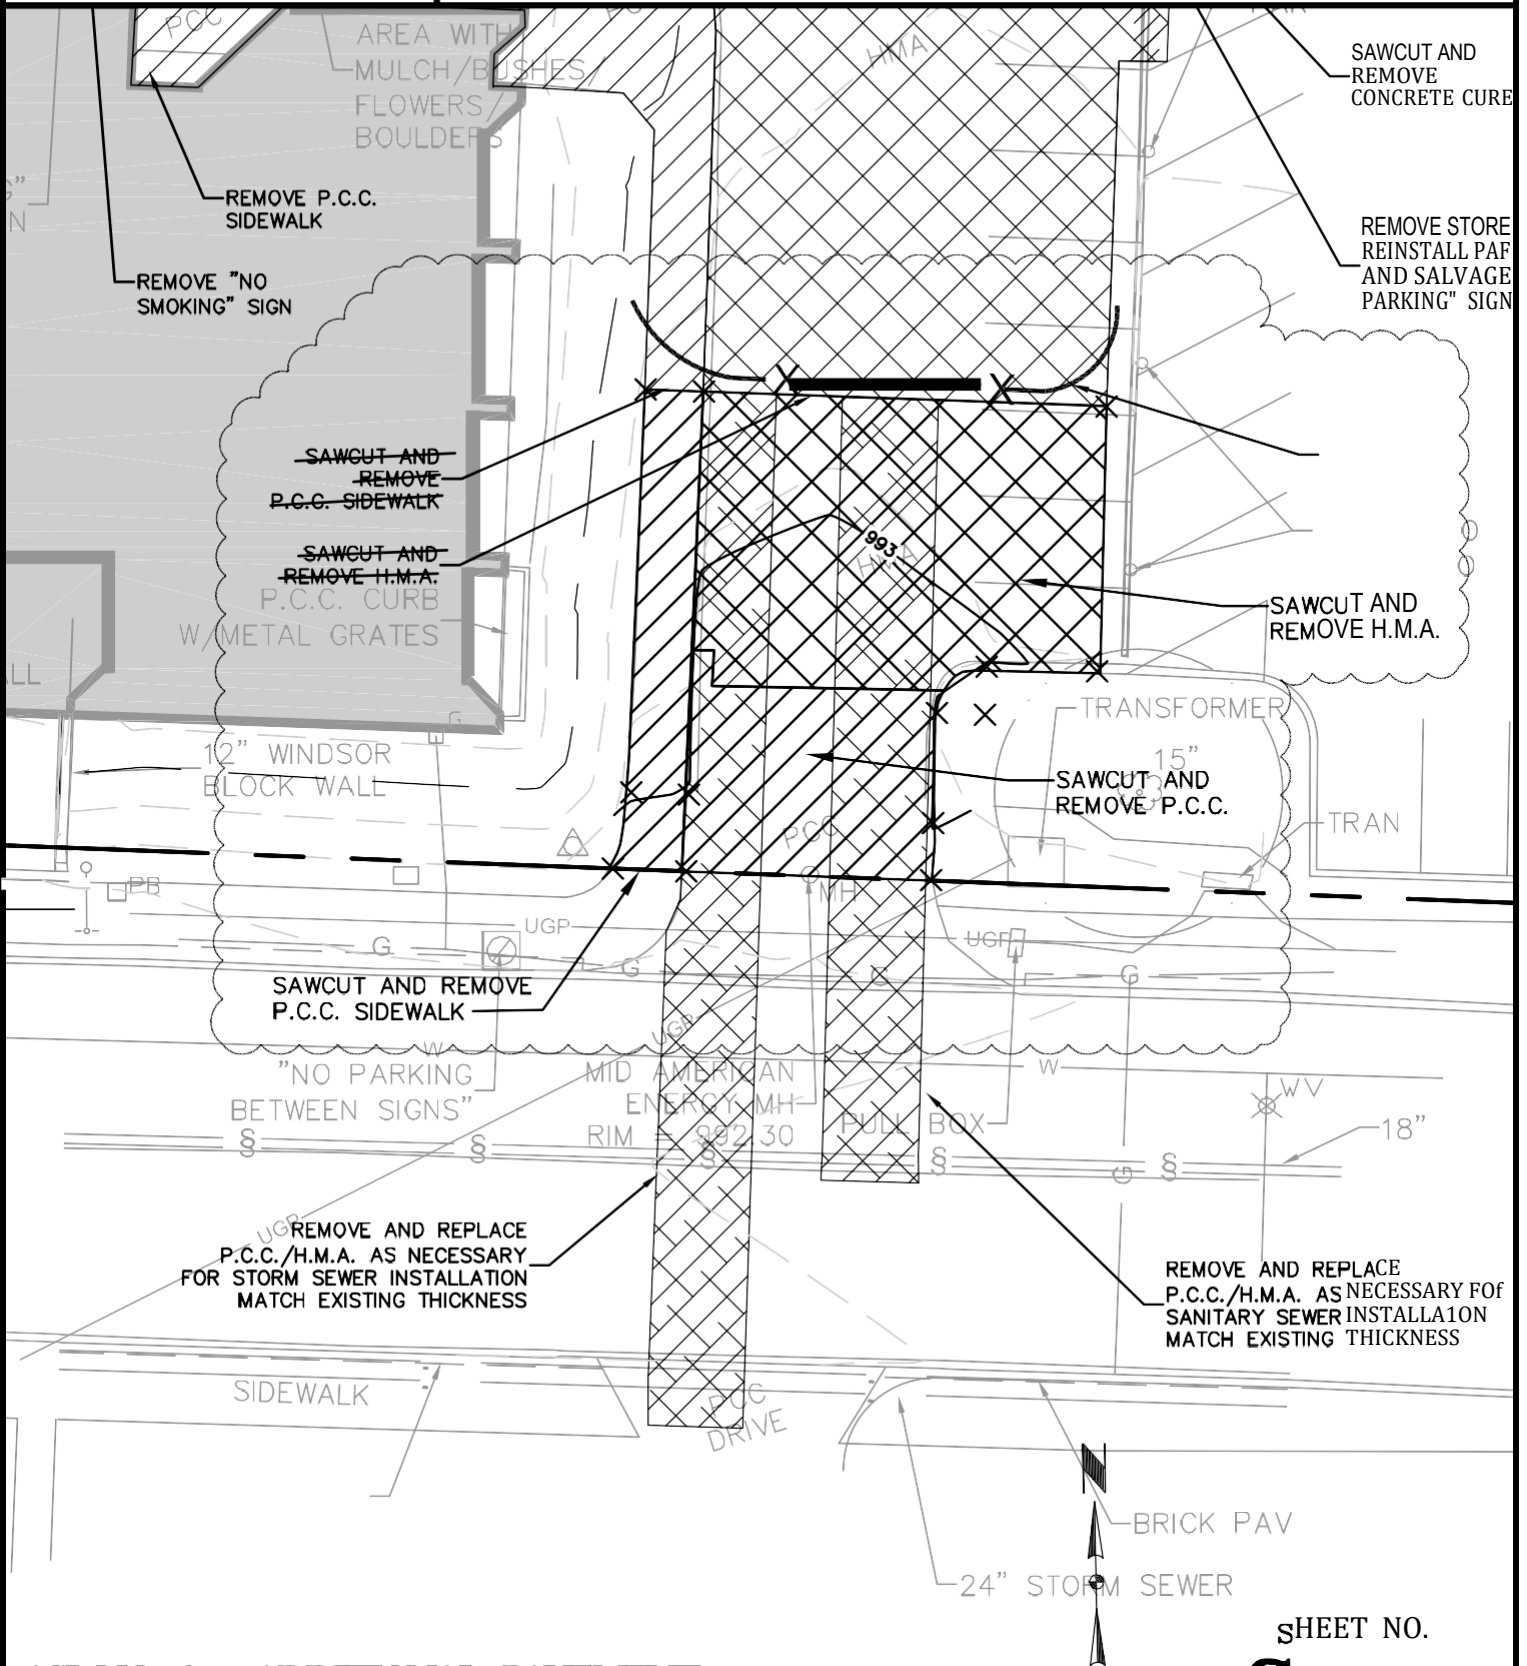 PCC
AREA WITH
MULCH/BUSHES/
FLOWERS/
BOULDERS
HMA
SAWCUT AND
REMOVE
CONCRETE CURE
REMOVE P.C.C.
SIDEWALK
REMOVE STORE
REINSTALL PAF
AND SALVAGE
PARKING" SIGN
REMOVE "NO
SMOKING" SIGN
SAWCUT AND
REMOVE
P.C.C. SIDEWALK
SAWCUT AND
REMOVE H.M.A.
993
HMA
P.C.C. CURB
W/METAL GRATES
SAWCUT AND
REMOVE H.M.A.
ALL
G
E
TRANSFORMER
12" WINDSOR
BLOCK WALL
15"
SAWCUT AND
REMOVE P.C.C.
PCC
TRAN
PB
MH
UGP
UGP
G
G
G
G
SAWCUT AND REMOVE
P.C.C. SIDEWALK
UGP
W
W
"NO PARKING
BETWEEN SIGNS"
MID AMERICAN
ENERGY MH
RIM = 992.30
PULL BOX
WV
18"
G
UGP
REMOVE AND REPLACE
P.C.C./H.M.A. AS NECESSARY
FOR STORM SEWER INSTALLATION
MATCH EXISTING THICKNESS
REMOVE AND REPLACE
P.C.C./H.M.A. AS NECESSARY FOf
SANITARY SEWER INSTALLA1ON
MATCH EXISTING THICKNESS
SIDEWALK
PCC
DRIVE
N
BRICK PAV
24" STORM SEWER
SHEET NO.